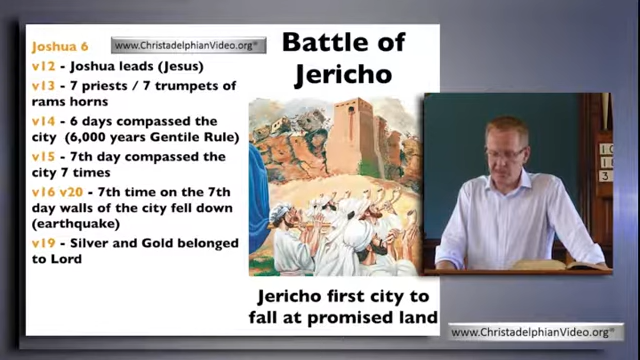 Joshua 6
www.ChristadelphianVideo.org®
Battle of
Jericho
v12 - Joshua leads (Jesus)
v13 - 7 priests / 7 trumpets of
rams horns
v14 - 6 days compassed the
city (6,000 years Gentile Rule)
v15 - 7th day compassed the
city 7 times
v16 v20 - 7th time on the 7th
day walls of the city fell down
(earthquake)
v19 - Silver and Gold belonged
to Lord
Jericho first city to
fall at promised land
www.ChristadelphianVideo.org®